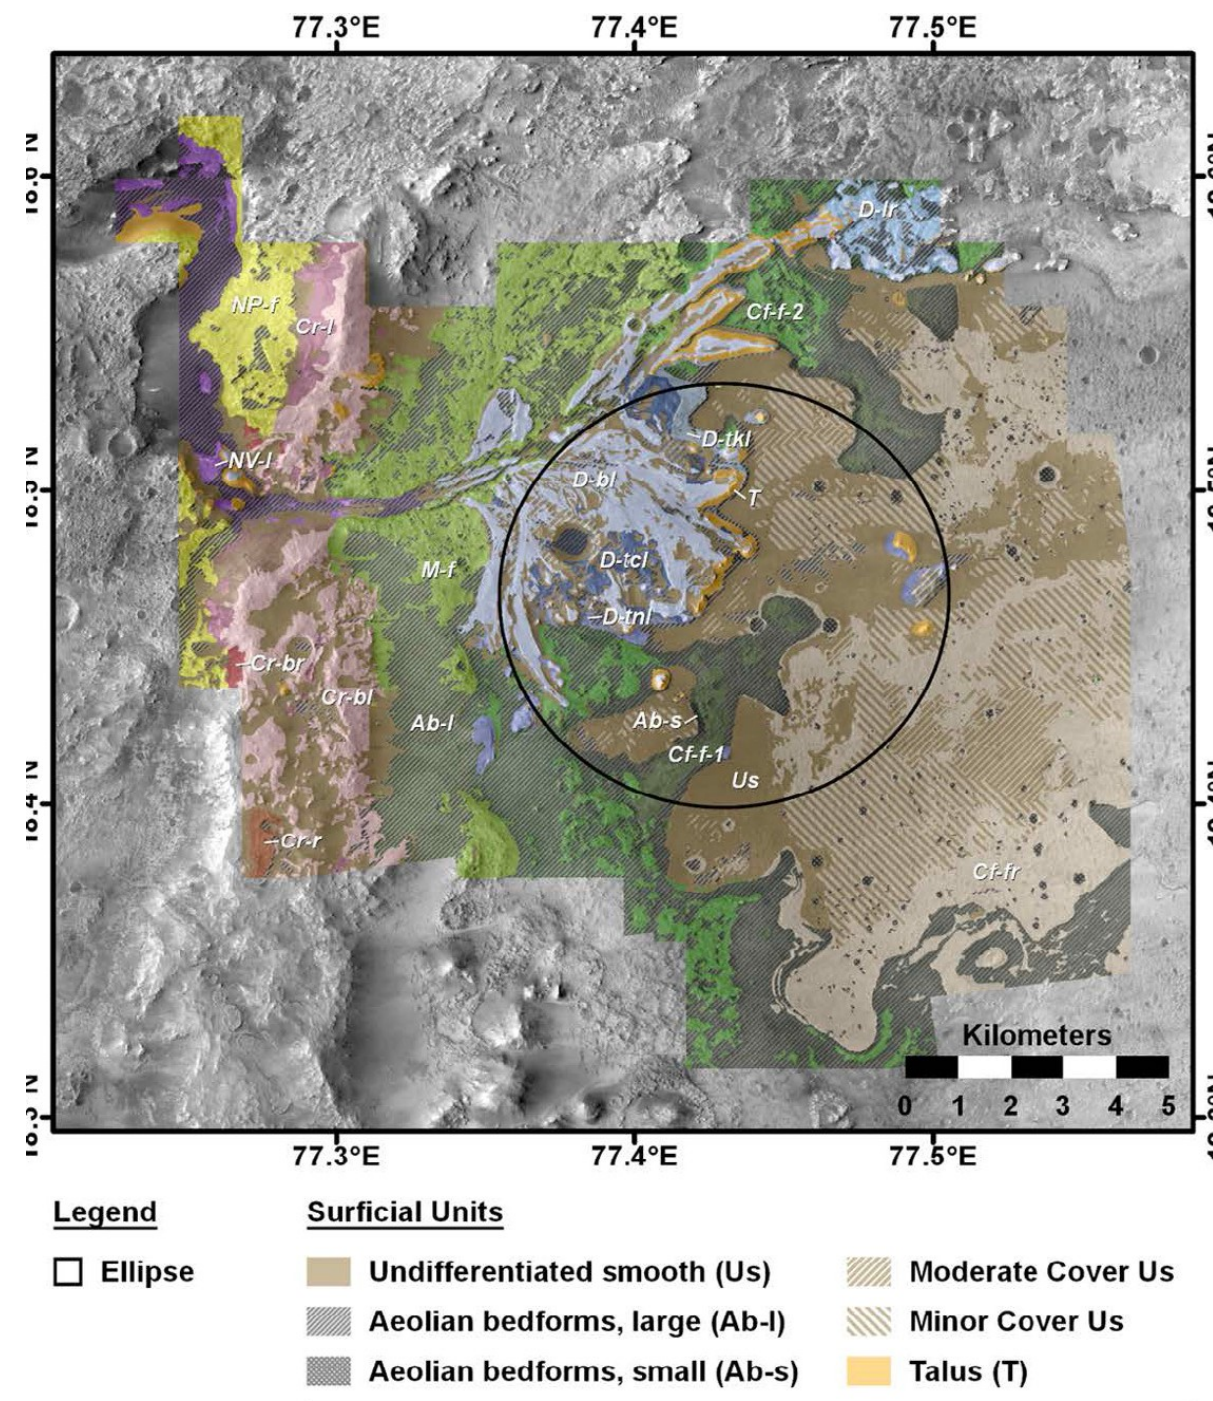 77.3°E 77.4°E 77.5°E
D-lr
NP-f
Cr-l
Cf-f-2
D-tkl
NV-l
D-bl
T
D-tcl
M-f
D-tnl
Cr-br
Cr-bl
Ab-l
Ab-s
Cf-f-1
Us
Cr-r
Cf-fr
Kilometers
0 1 2 3 4 5
77.3°E 77.4°E 77.5°E
Legend
Surficial Units
Ellipse
Undifferentiated smooth (Us)
Moderate Cover Us
Aeolian bedforms, large (Ab-l)
Minor Cover Us
Aeolian bedforms, small (Ab-s)
Talus (T)